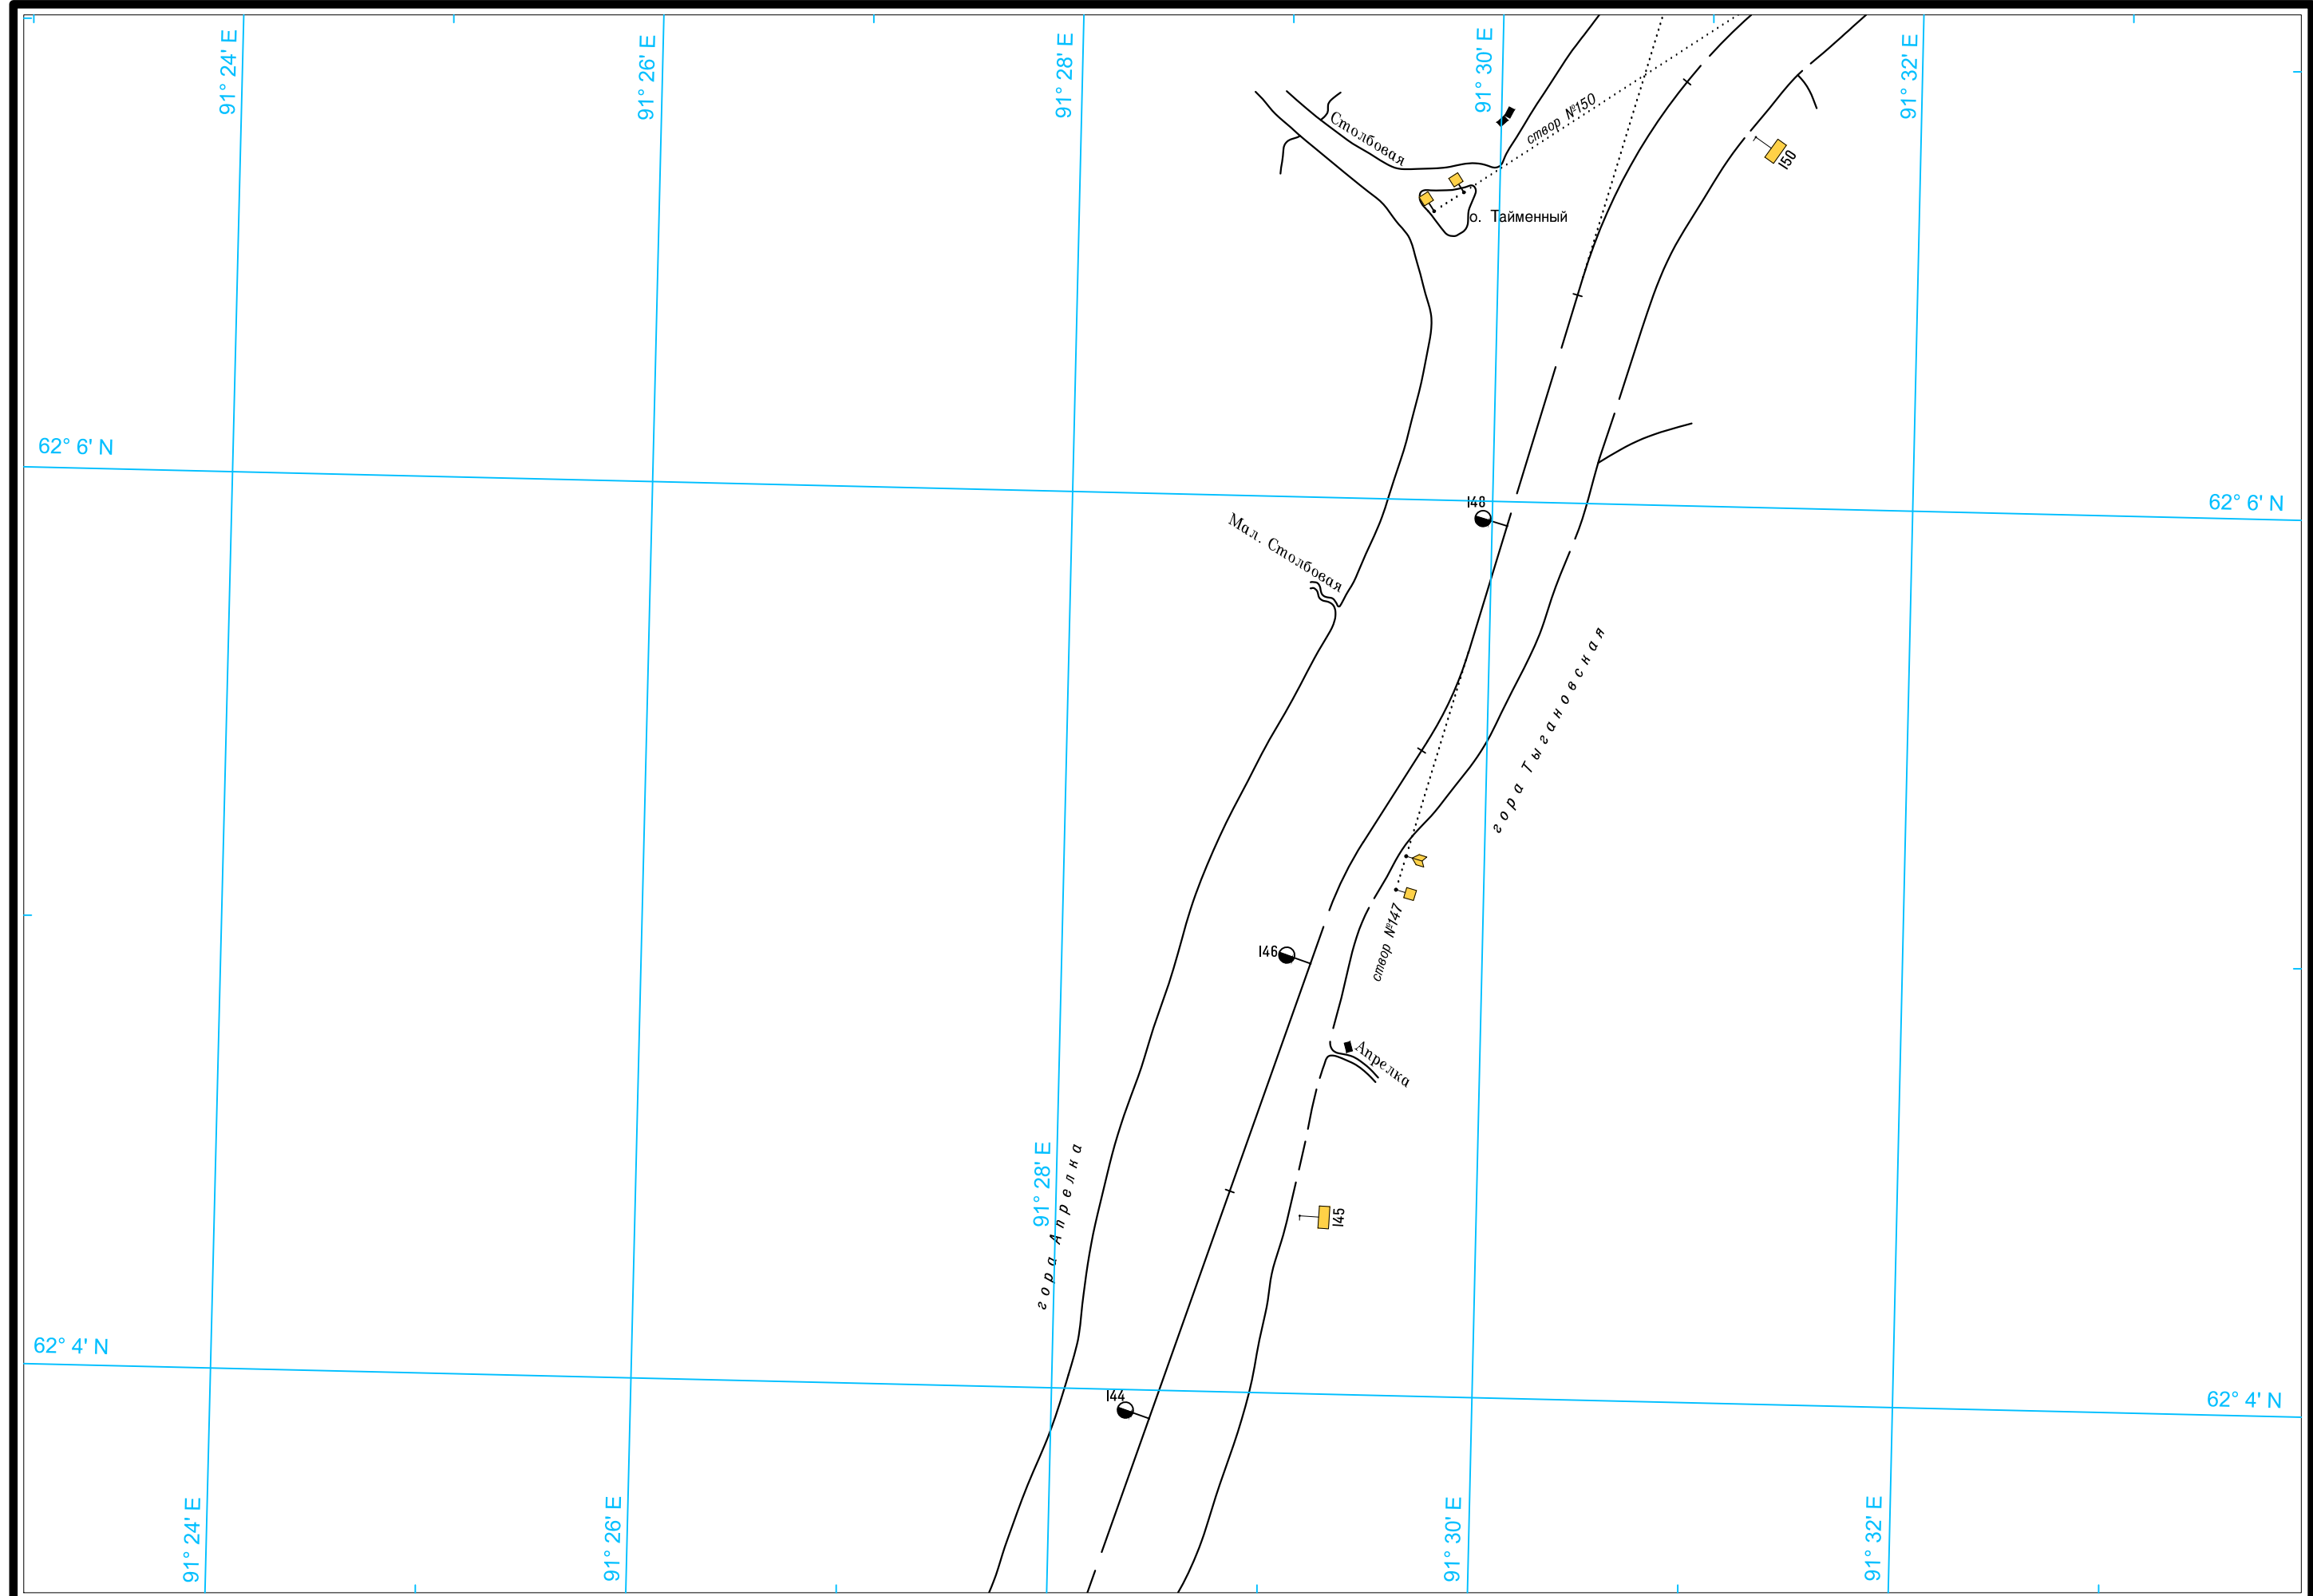 91° 24' E
91° 26' E
91° 28' E
91° 30' E
91° 32' E
Столбовая
створ №150
150
о. Тайменный
62° 6' N
62° 6' N
148
Мал. Столбовая
гора Тыгановская
створ №147
146
Апрелка
91° 28' E
гора Апрелка
145
62° 4' N
62° 4' N
144
91° 24' E
91° 26' E
91° 30' E
91° 32' E